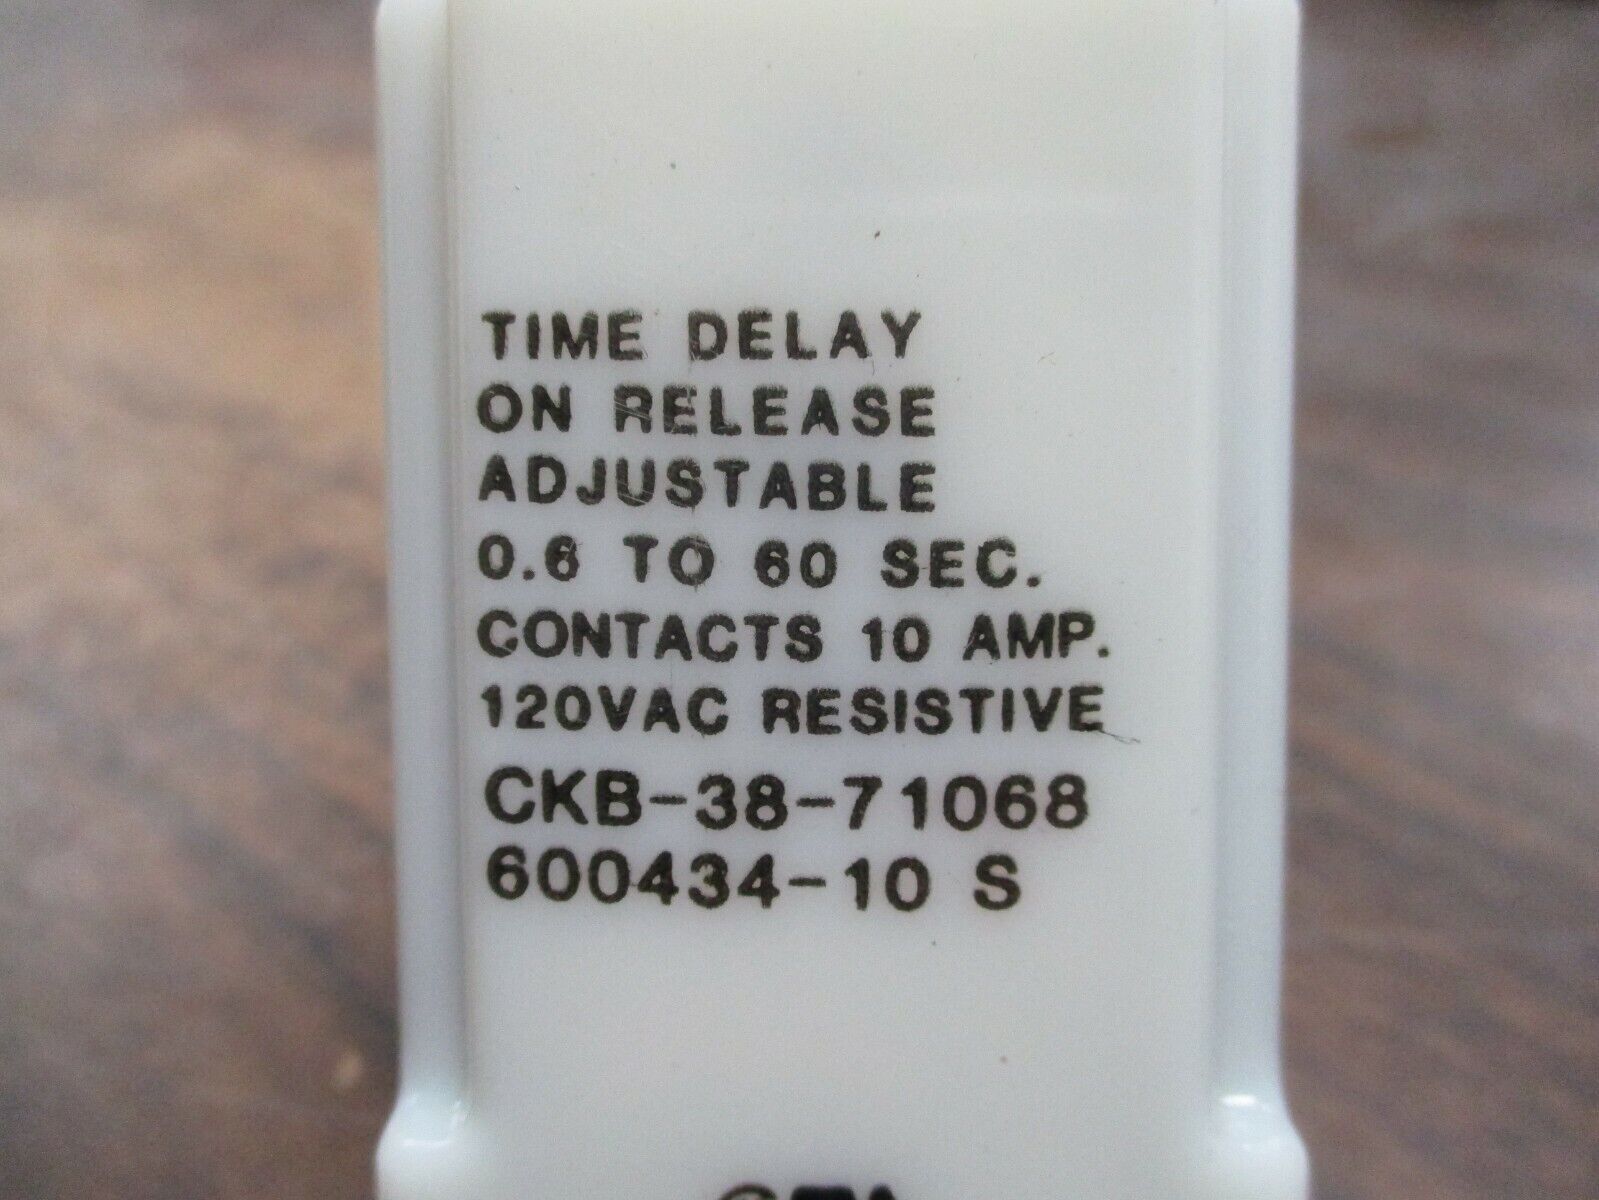 TIME DELAY
ON RELEASE
ADJUSTABLE
0.6 TO 60 SEC.
CONTACTS 10 AMP.
120VAC RESISTIVE
CKB-38-71068
600434-10 S